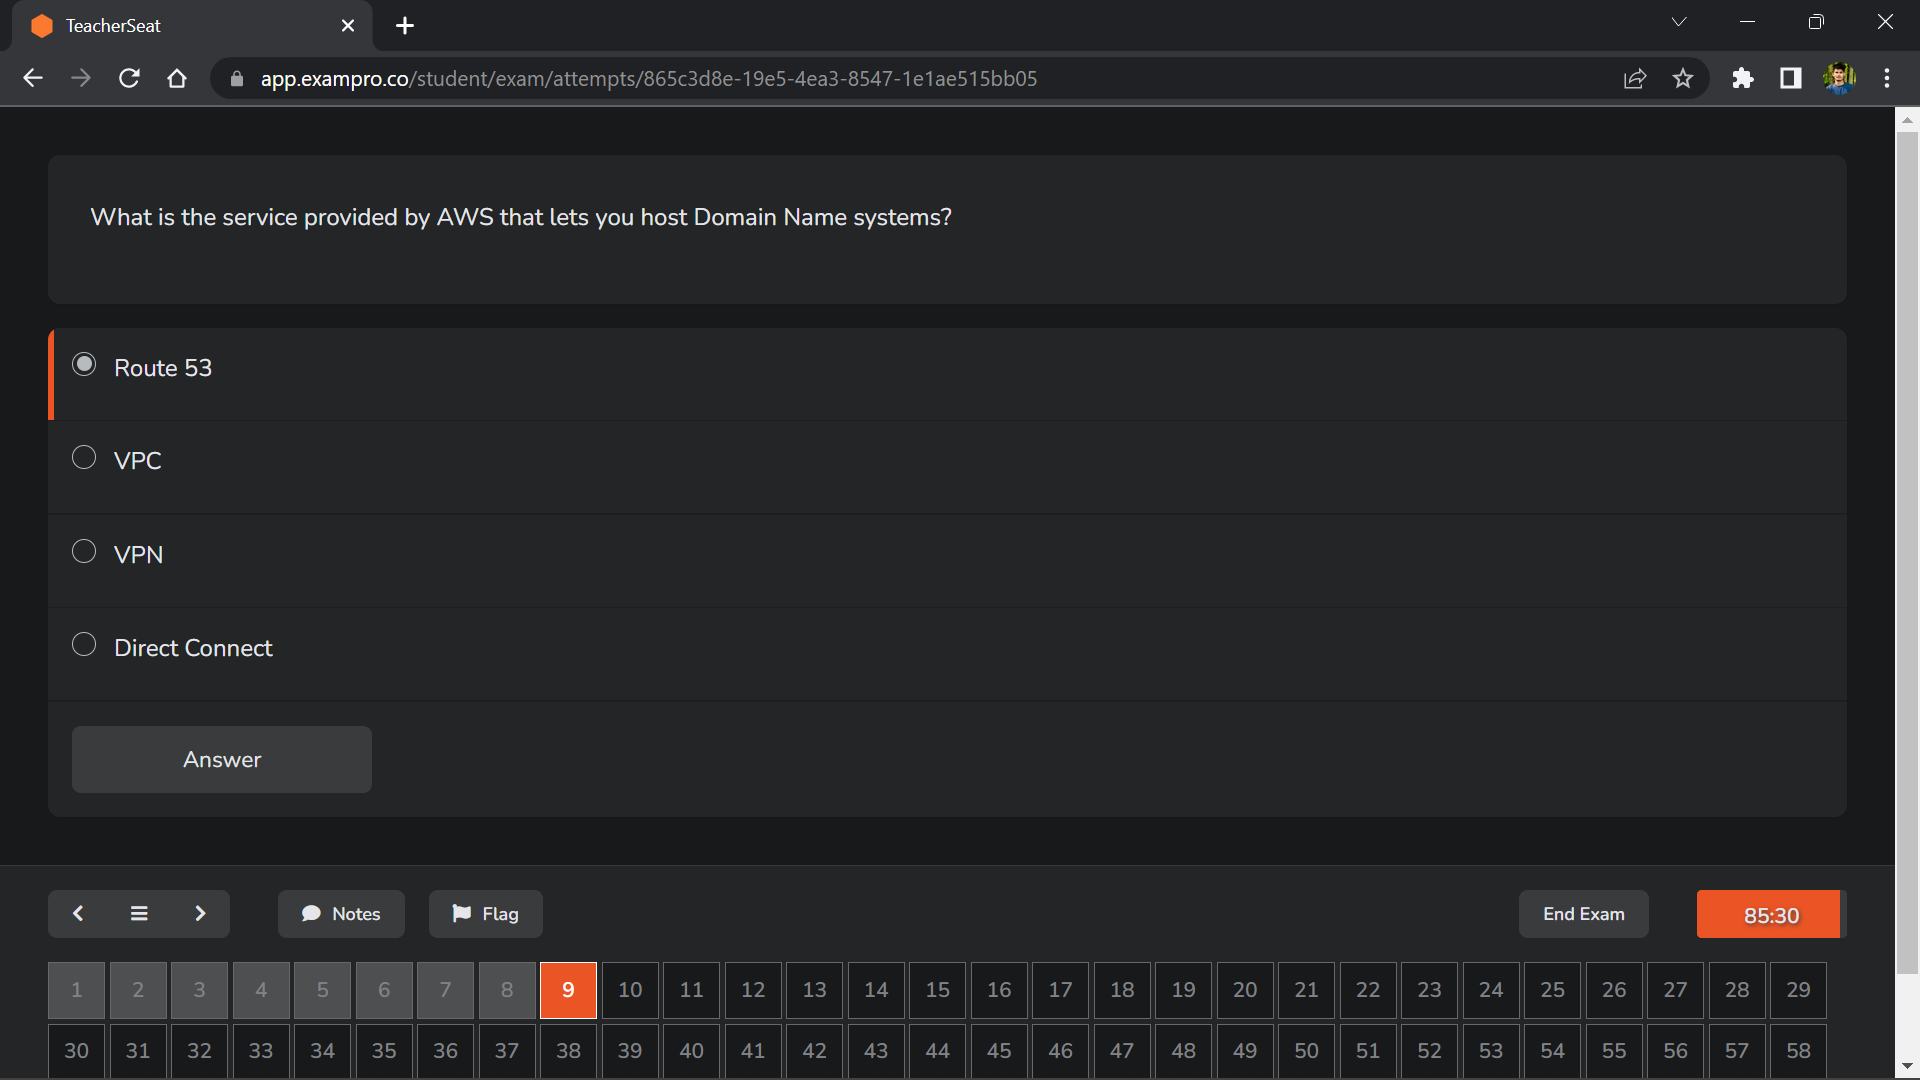 TeacherSeat
app.exampro.co/student/exam/attempts/865c3d8e-19e5-4ea3-8547-1e1ae515bb05
What is the service provided by AWS that lets you host Domain Name systems?
Route 53
VPC
VPN
Direct Connect
Answer
Notes
Flag
End Exam
85:30
1 2 3 4 5 6 7 8 9 10 11 12 13 14 15 16 17 18 19 20 21 22 23 24 25 26 27 28 29
30 31 32 33 34 35 36 37 38 39 40 41 42 43 44 45 46 47 48 49 50 51 52 53 54 55 56 57 58